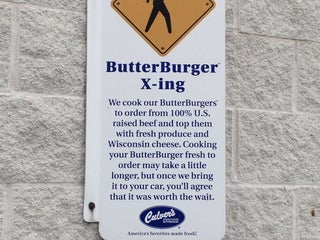 ButterBurger®
X-ing
We cook our ButterBurgers®
to order from 100% U.S.
raised beef and top them
with fresh produce and
Wisconsin cheese. Cooking
your ButterBurger fresh to
order may take a little
longer, but once we bring
it to your car, you'll agree
that it was worth the wait.
Culver's
America's favorites made fresh.®